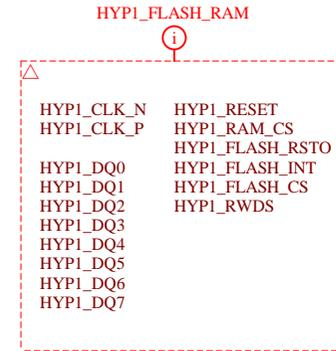 HYP1_FLASH_RAM
i
HYP1_CLK_N HYP1_RESET
HYP1_CLK_P HYP1_RAM_CS
HYP1_FLASH_RSTO
HYP1_DQ0 HYP1_FLASH_INT
HYP1_DQ1 HYP1_FLASH_CS
HYP1_DQ2 HYP1_RWDS
HYP1_DQ3
HYP1_DQ4
HYP1_DQ5
HYP1_DQ6
HYP1_DQ7